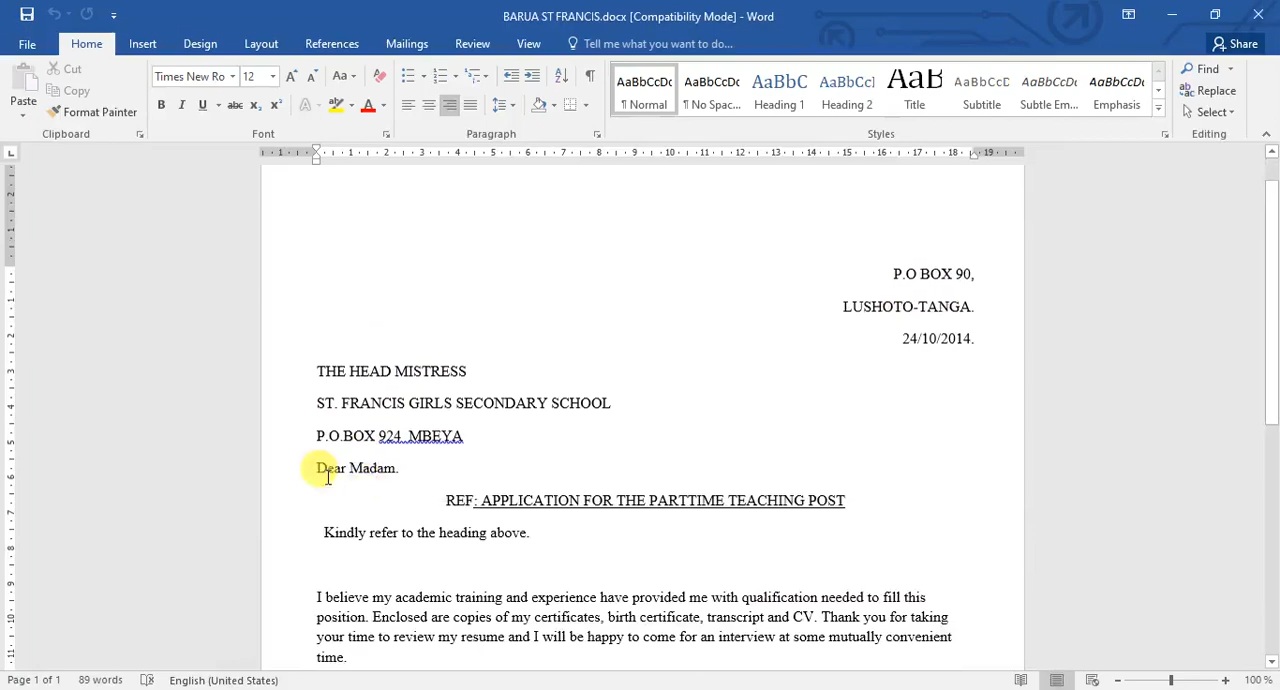 BARUA ST FRANCIS.docx [Compatibility Mode] - Word
File Home Insert Design Layout References Mailings Review View Tell me what you want to do... Share
Paste Cut Copy Format Painter
Times New Ro 12
AaBbCcDc AaBbCcDc AaBbC AaBbCcI AaB AaBbCcDc AaBbCcDc AaBbCcDc
¶ Normal ¶ No Spac... Heading 1 Heading 2 Title Subtitle Subtle Em... Emphasis
Find Replace Select
Clipboard Font Paragraph Styles Editing
P.O BOX 90,
LUSHOTO-TANGA.
24/10/2014.
THE HEAD MISTRESS
ST. FRANCIS GIRLS SECONDARY SCHOOL
P.O.BOX 924 MBEYA
Dear Madam.
REF: APPLICATION FOR THE PARTTIME TEACHING POST
Kindly refer to the heading above.
I believe my academic training and experience have provided me with qualification needed to fill this
position. Enclosed are copies of my certificates, birth certificate, transcript and CV. Thank you for taking
your time to review my resume and I will be happy to come for an interview at some mutually convenient
time.
Page 1 of 1 89 words English (United States) 100 %